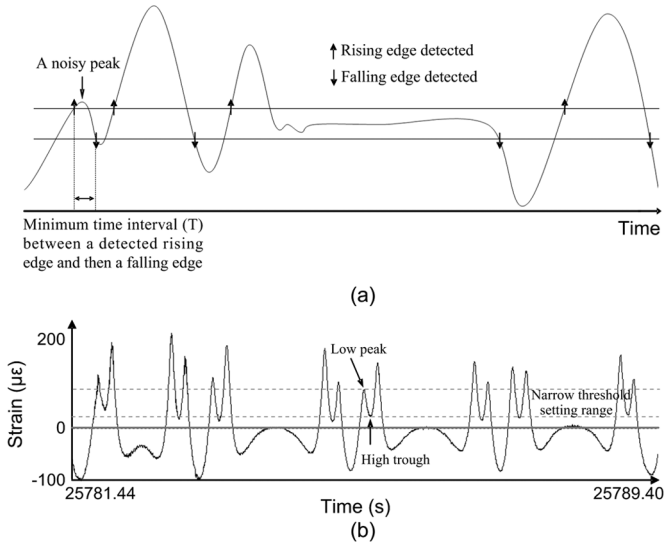 A noisy peak
Rising edge detected
Falling edge detected
Time
Minimum time interval (T)
between a detected rising
edge and then a falling edge
(a)
Strain (με)
200
0
-100
Low peak
High trough
Narrow threshold
setting range
25781.44
25789.40
Time (s)
(b)